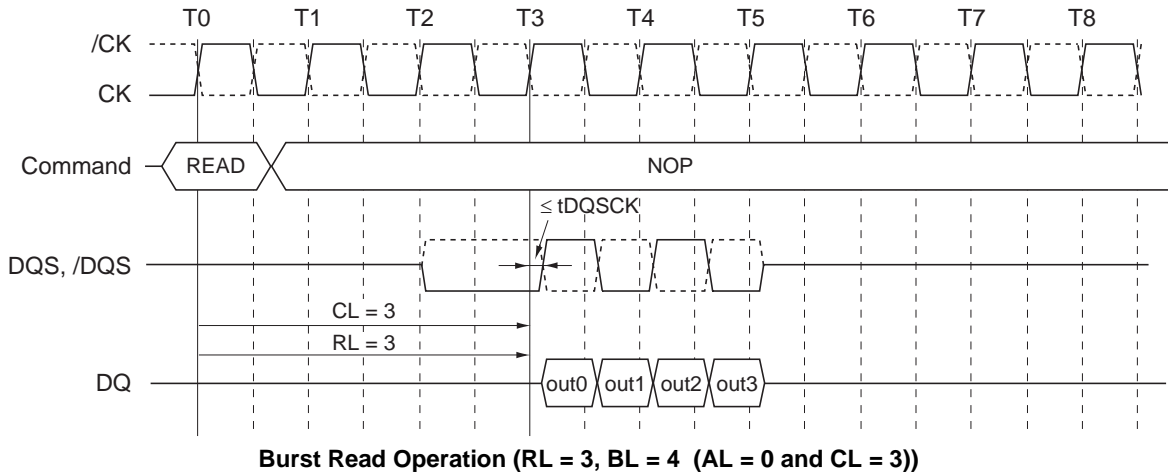 T0 T1 T2 T3 T4 T5 T6 T7 T8
/CK
CK
Command READ NOP
≤ tDQSCK
DQS, /DQS
CL = 3
RL = 3
DQ out0 out1 out2 out3
Burst Read Operation (RL = 3, BL = 4 (AL = 0 and CL = 3))